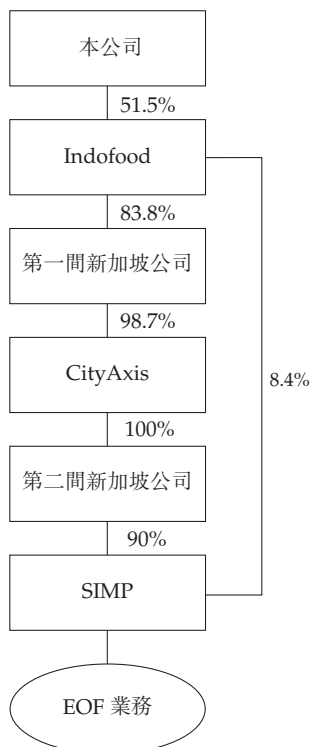 本公司
51.5%
Indofood
83.8%
第一間新加坡公司
98.7%
CityAxis
8.4%
100%
第二間新加坡公司
90%
SIMP
EOF 業務